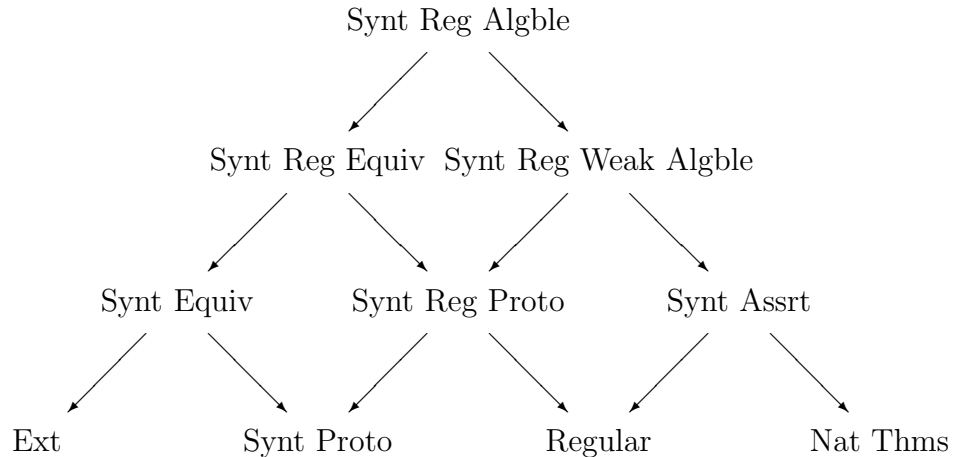 Synt Reg Algble
Synt Reg Equiv Synt Reg Weak Algble
Synt Equiv Synt Reg Proto Synt Assrt
Ext Synt Proto Regular Nat Thms